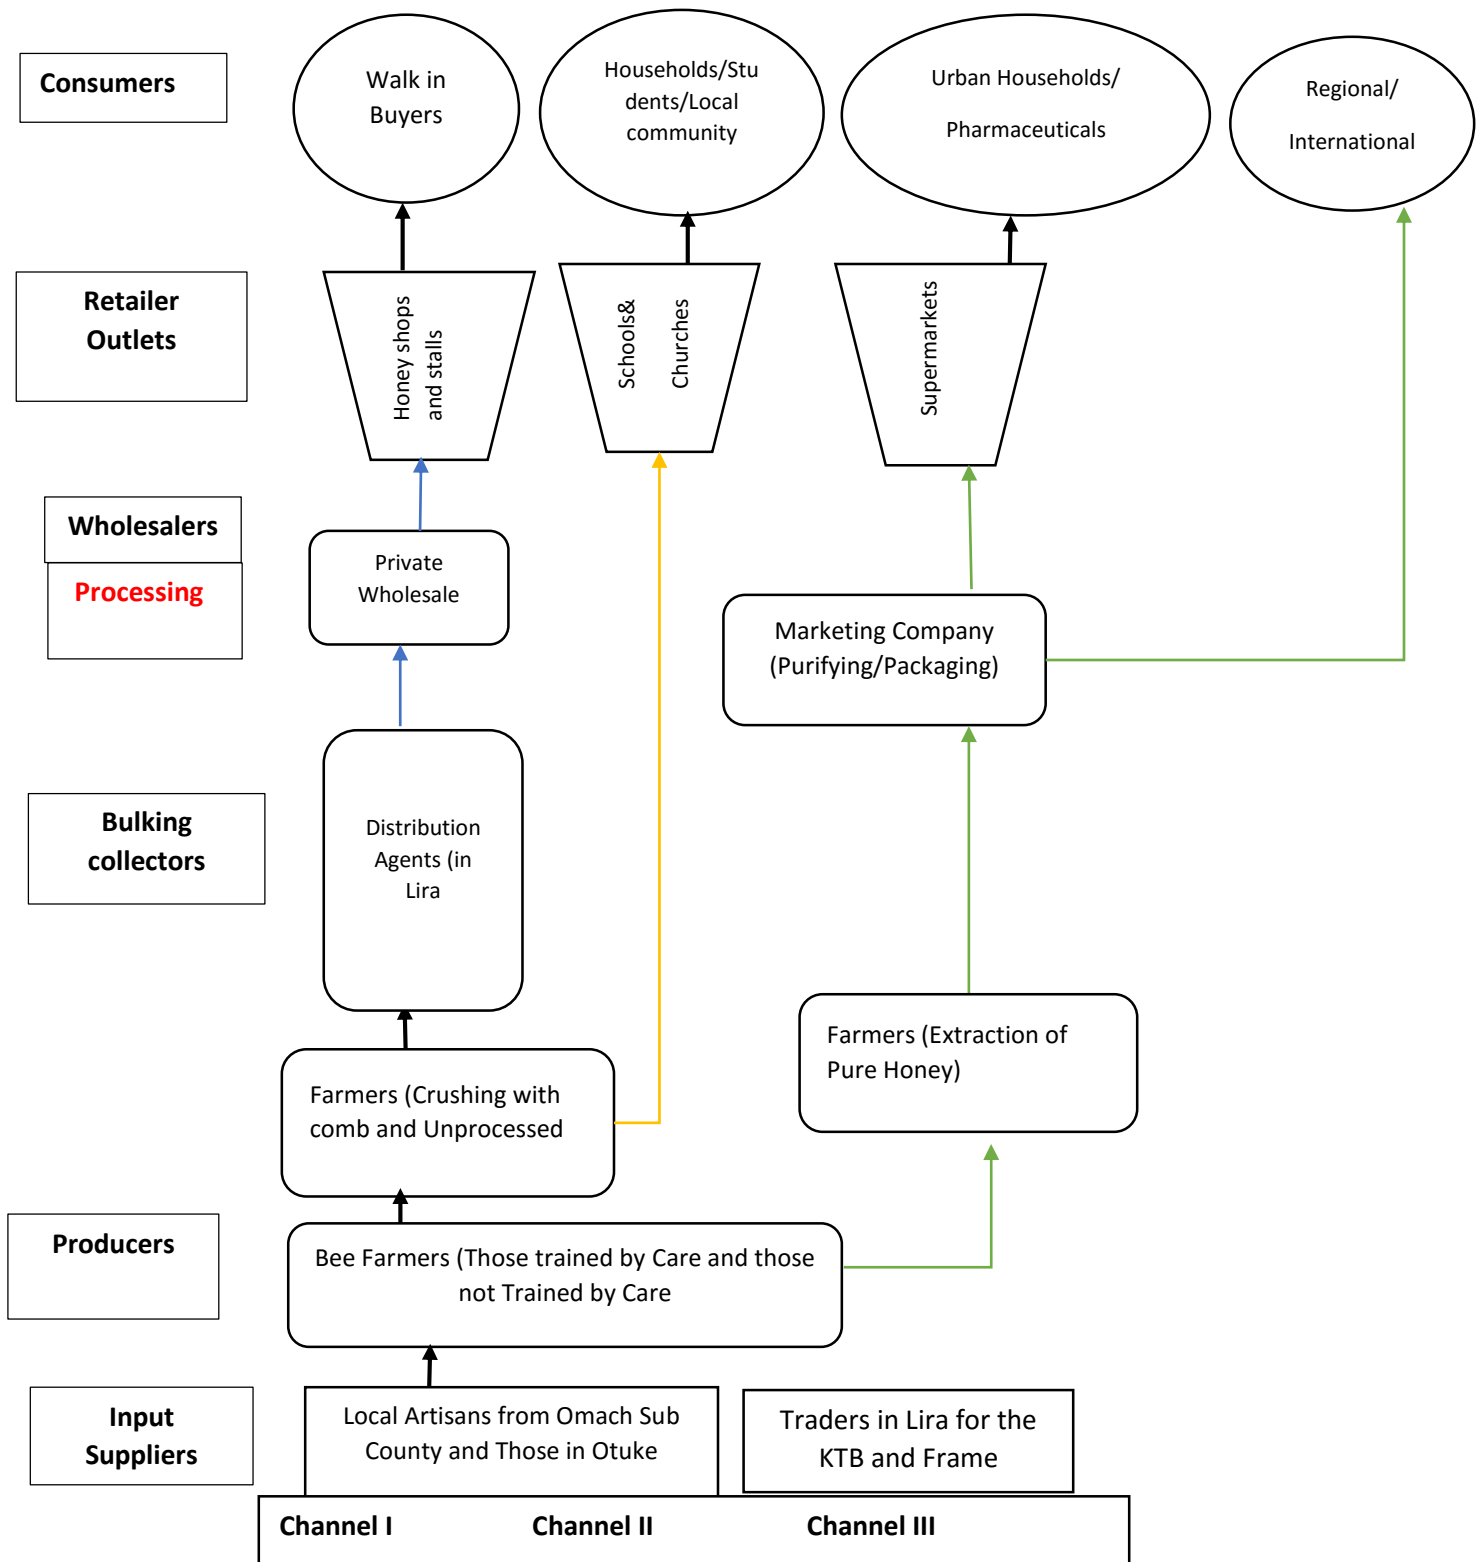 Consumers
Walk in
Buyers
Households/Stu
dents/Local
community
Urban Households/
Pharmaceuticals
Regional/
International
Retailer
Outlets
Honey shops
and stalls
Schools&
Churches
Supermarkets
Wholesalers
Processing
Private
Wholesale
Marketing Company
(Purifying/Packaging)
Bulking
collectors
Distribution
Agents (in
Lira
Farmers (Extraction of
Pure Honey)
Farmers (Crushing with
comb and Unprocessed
Producers
Bee Farmers (Those trained by Care and those
not Trained by Care
Input
Suppliers
Local Artisans from Omach Sub
County and Those in Otuke
Traders in Lira for the
KTB and Frame
Channel I
Channel II
Channel III